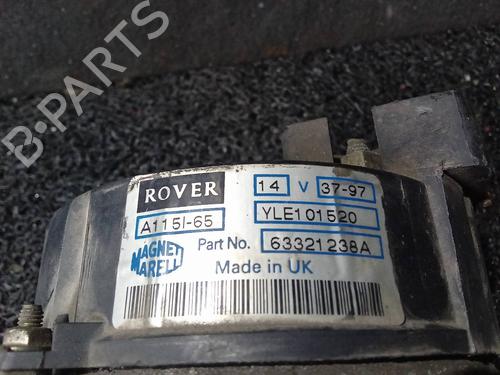 B-PARTS
ROVER 14 V 37-97
A115I-65 YLE101520
MAGNETI MARELLI Part No. 63321238A
Made in UK